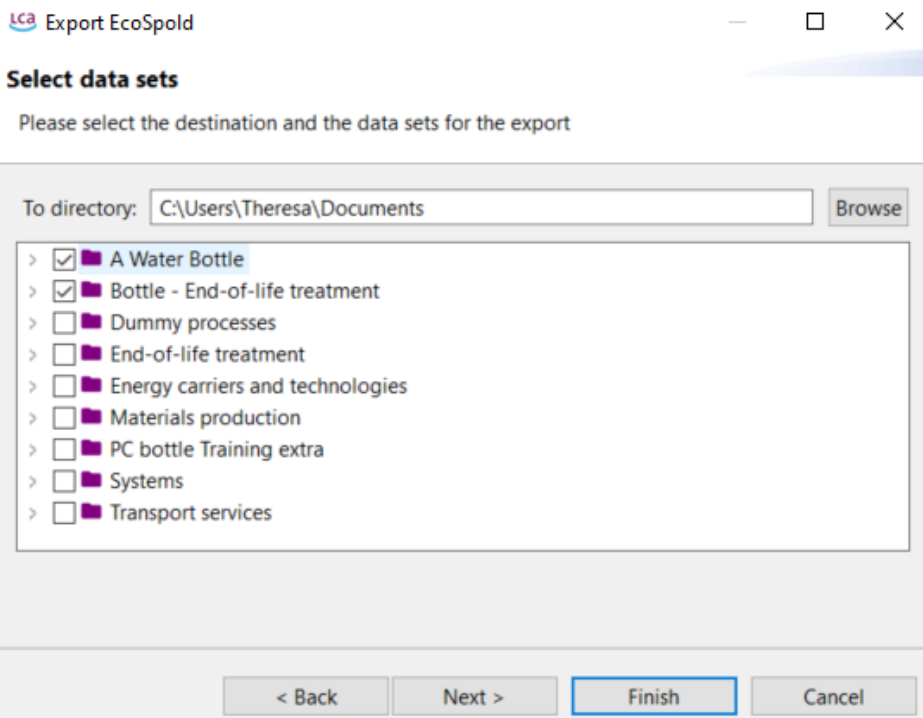 LCa Export EcoSpold
Select data sets
Please select the destination and the data sets for the export
To directory: C:\Users\Theresa\Documents Browse
A Water Bottle
Bottle - End-of-life treatment
Dummy processes
End-of-life treatment
Energy carriers and technologies
Materials production
PC bottle Training extra
Systems
Transport services
< Back Next > Finish Cancel